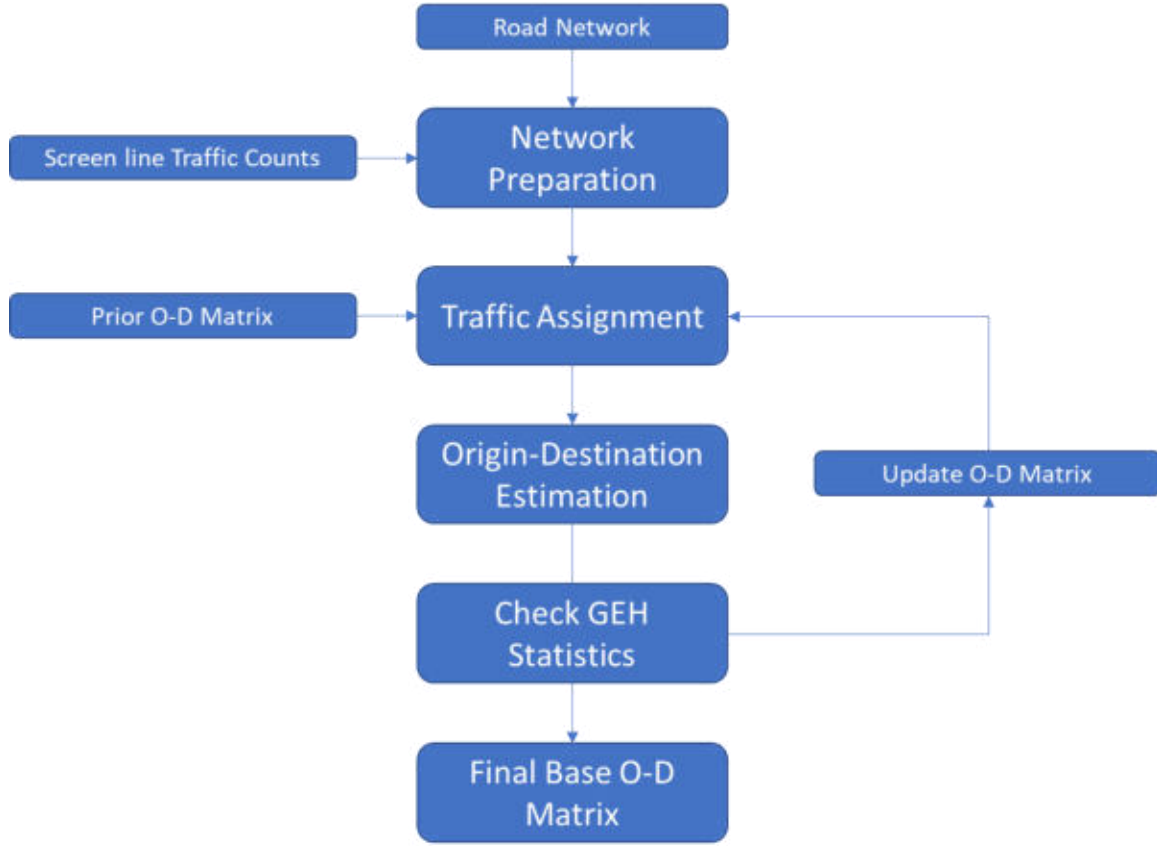 Road Network
Network
Preparation
Screen line Traffic Counts
Traffic Assignment
Prior O-D Matrix
Origin-Destination
Estimation
Update O-D Matrix
Check GEH
Statistics
Final Base O-D
Matrix